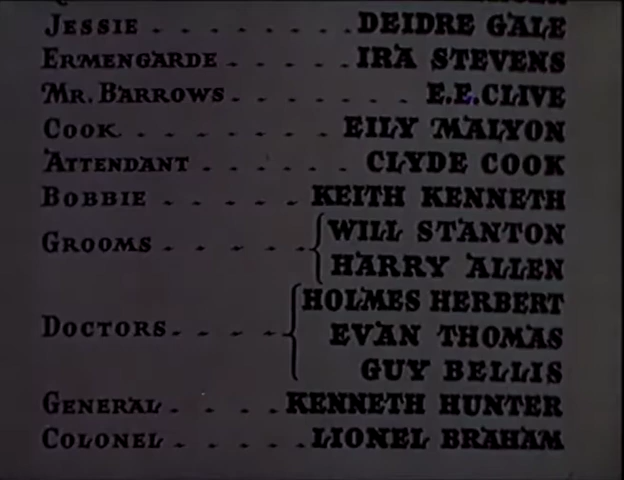 JESSIE . . . . . . . . DEIDRE GALE
ERMENGARDE . . . . . IRA STEVENS
MR. BARROWS . . . . . . . E.E.CLIVE
COOK . . . . . . . EILY MALYON
ATTENDANT . . . . . . CLYDE COOK
BOBBIE . . . . . KEITH KENNETH
GROOMS . . . . . WILL STANTON
HARRY ALLEN
DOCTORS . . . . HOLMES HERBERT
EVAN THOMAS
GUY BELLIS
GENERAL . . . . KENNETH HUNTER
COLONEL . . . . . LIONEL BRAHAM